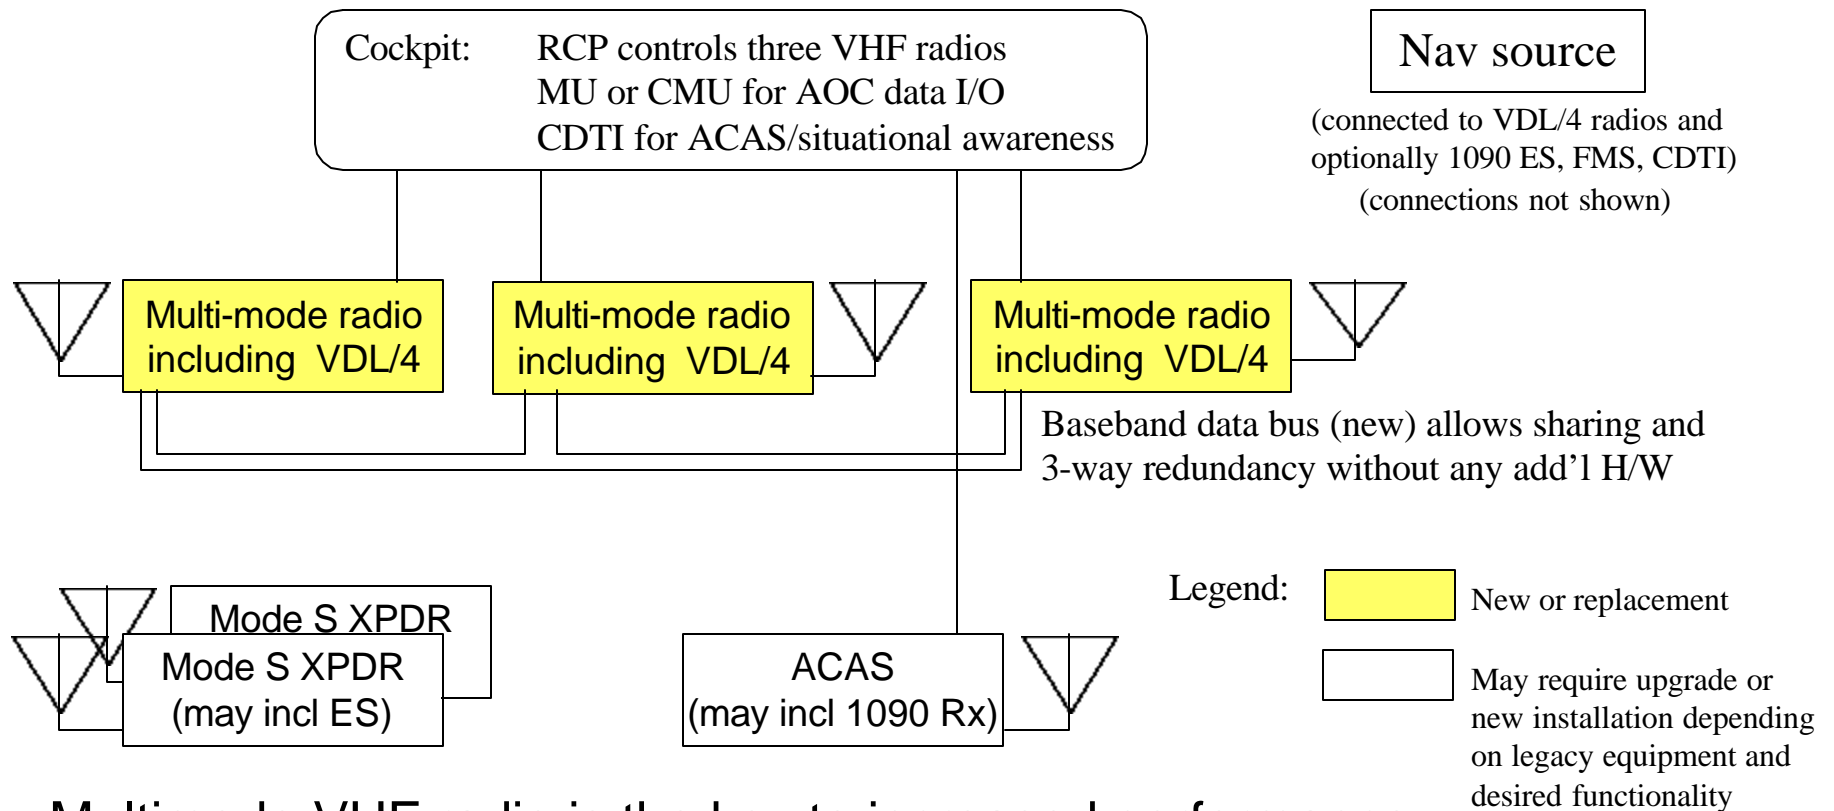 Cockpit: RCP controls three VHF radios
MU or CMU for AOC data I/O
CDTI for ACAS/situational awareness
Nav source
(connected to VDL/4 radios and
optionally 1090 ES, FMS, CDTI)
(connections not shown)
Multi-mode radio
including VDL/4
Multi-mode radio
including VDL/4
Multi-mode radio
including VDL/4
Baseband data bus (new) allows sharing and
3-way redundancy without any add’l H/W
Mode S XPDR
Mode S XPDR
(may incl ES)
ACAS
(may incl 1090 Rx)
Legend:
New or replacement
May require upgrade or
new installation depending
on legacy equipment and
desired functionality